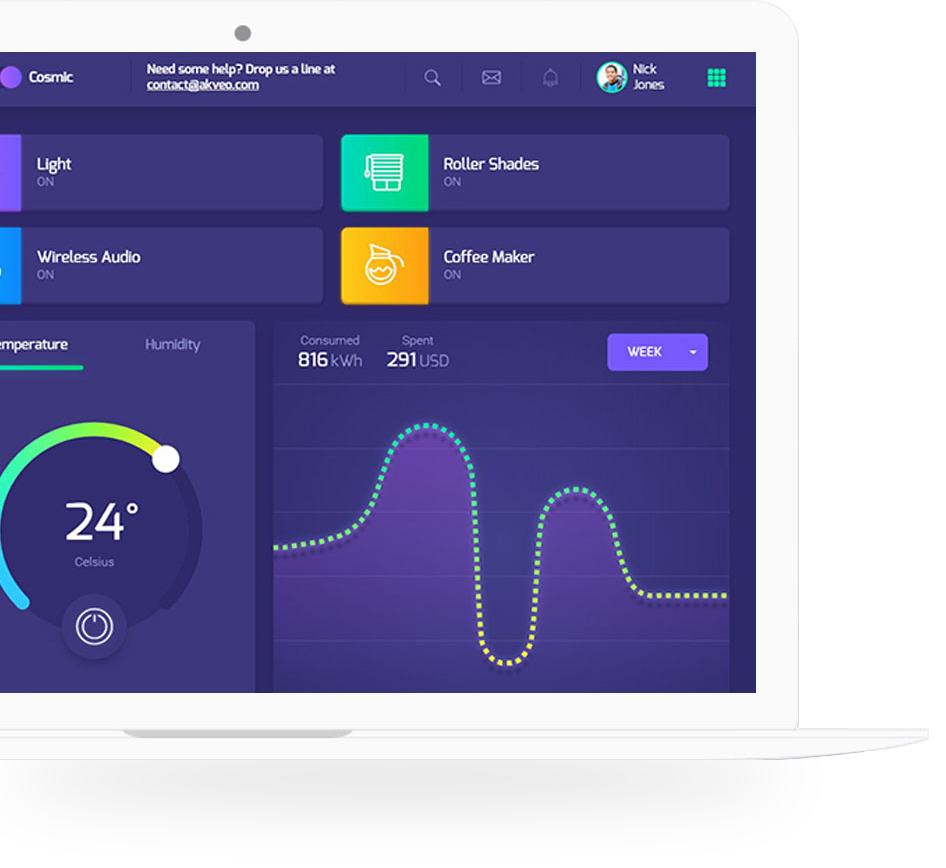 Cosmic
Need some help? Drop us a line at
contact@akveo.com
Nick
Jones
Light
ON
Roller Shades
ON
Wireless Audio
ON
Coffee Maker
ON
emperature
Humidity
Consumed
816 kWh
Spent
291 USD
WEEK
24°
Celsius